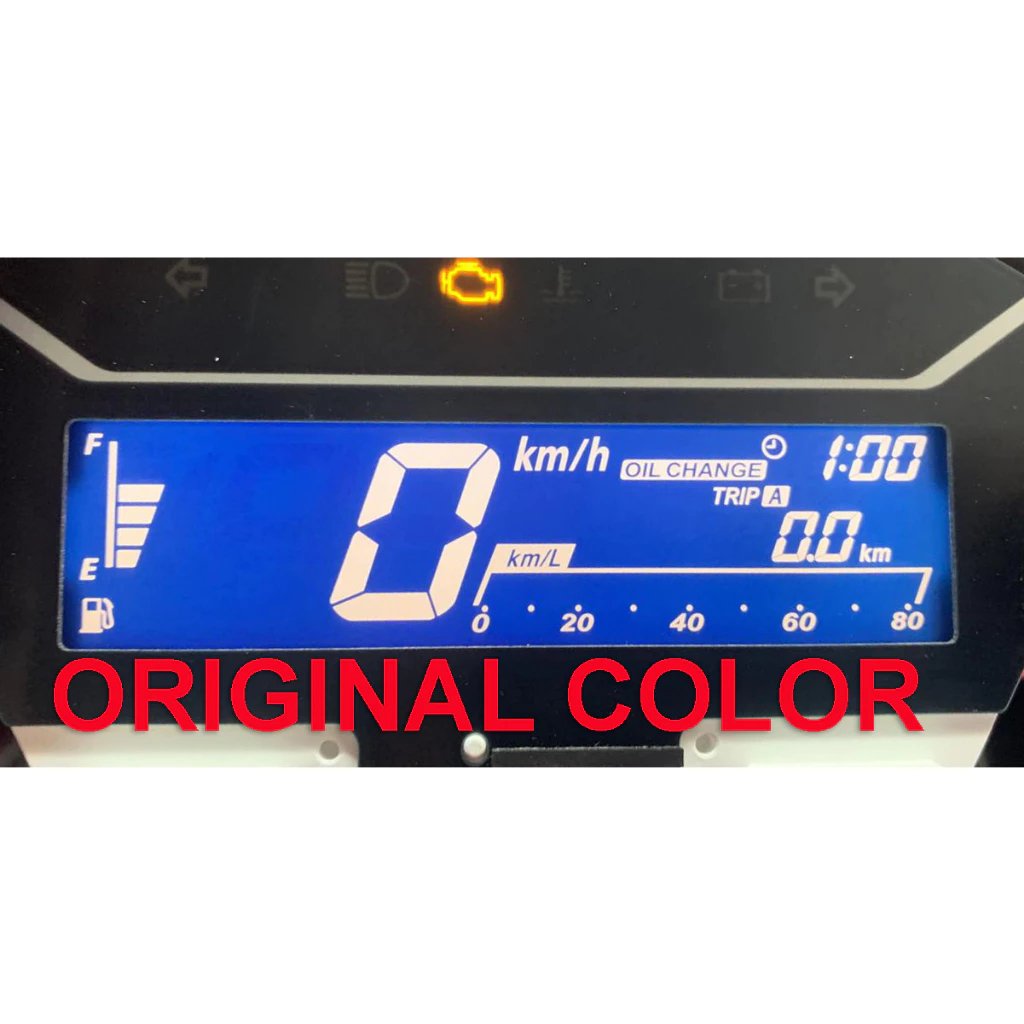 F
km/h
OIL CHANGE
1:00
TRIP A
0
0.0 km
km/L
E
0 20 40 60 80
ORIGINAL COLOR